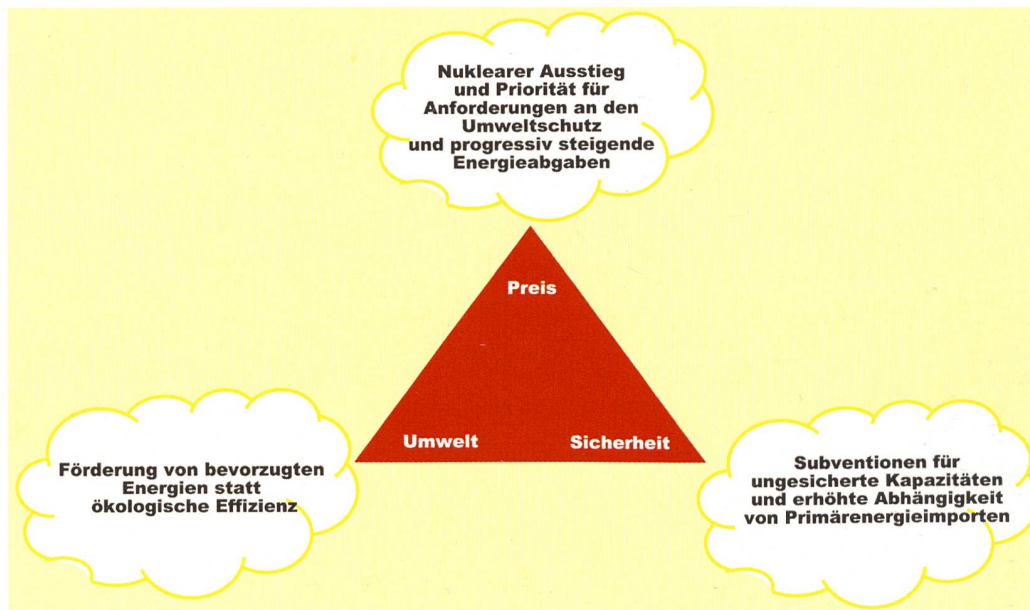 Nuklearer Ausstieg
und Priorität für
Anforderungen an den
Umweltschutz
und progressiv steigende
Energieabgaben
Preis
Umwelt
Sicherheit
Förderung von bevorzugten
Energien statt
ökologische Effizienz
Subventionen für
ungesicherte Kapazitäten
und erhöhte Abhängigkeit
von Primärenergieimporten